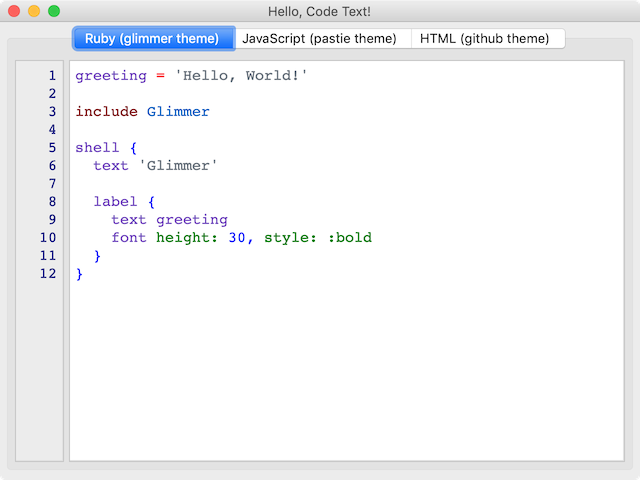 Hello, Code Text!
Ruby (glimmer theme) JavaScript (pastie theme) HTML (github theme)
1 greeting = 'Hello, World!'
2
3 include Glimmer
4
5 shell {
6   text 'Glimmer'
7
8   label {
9     text greeting
10     font height: 30, style: :bold
11   }
12 }